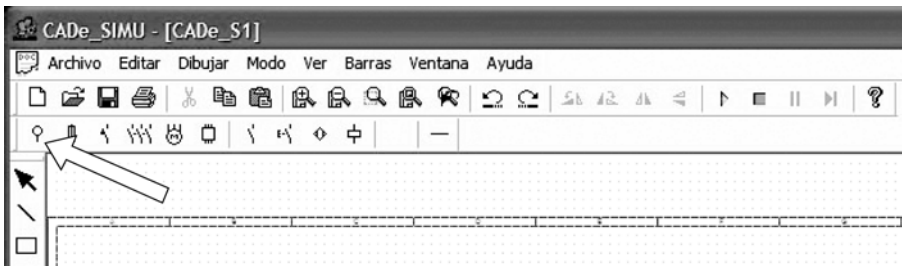 CADe_SIMU - [CADe_S1]
Archivo Editar Dibujar Modo Ver Barras Ventana Ayuda